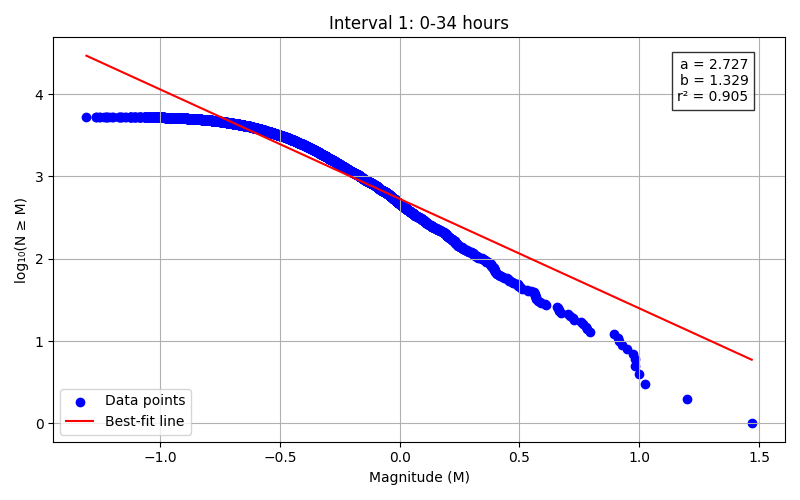 Interval 1: 0-34 hours
a = 2.727
b = 1.329
r² = 0.905
log₁₀(N ≥ M)
4
3
2
1
0
Data points
Best-fit line
−1.0
−0.5
0.0
0.5
1.0
1.5
Magnitude (M)